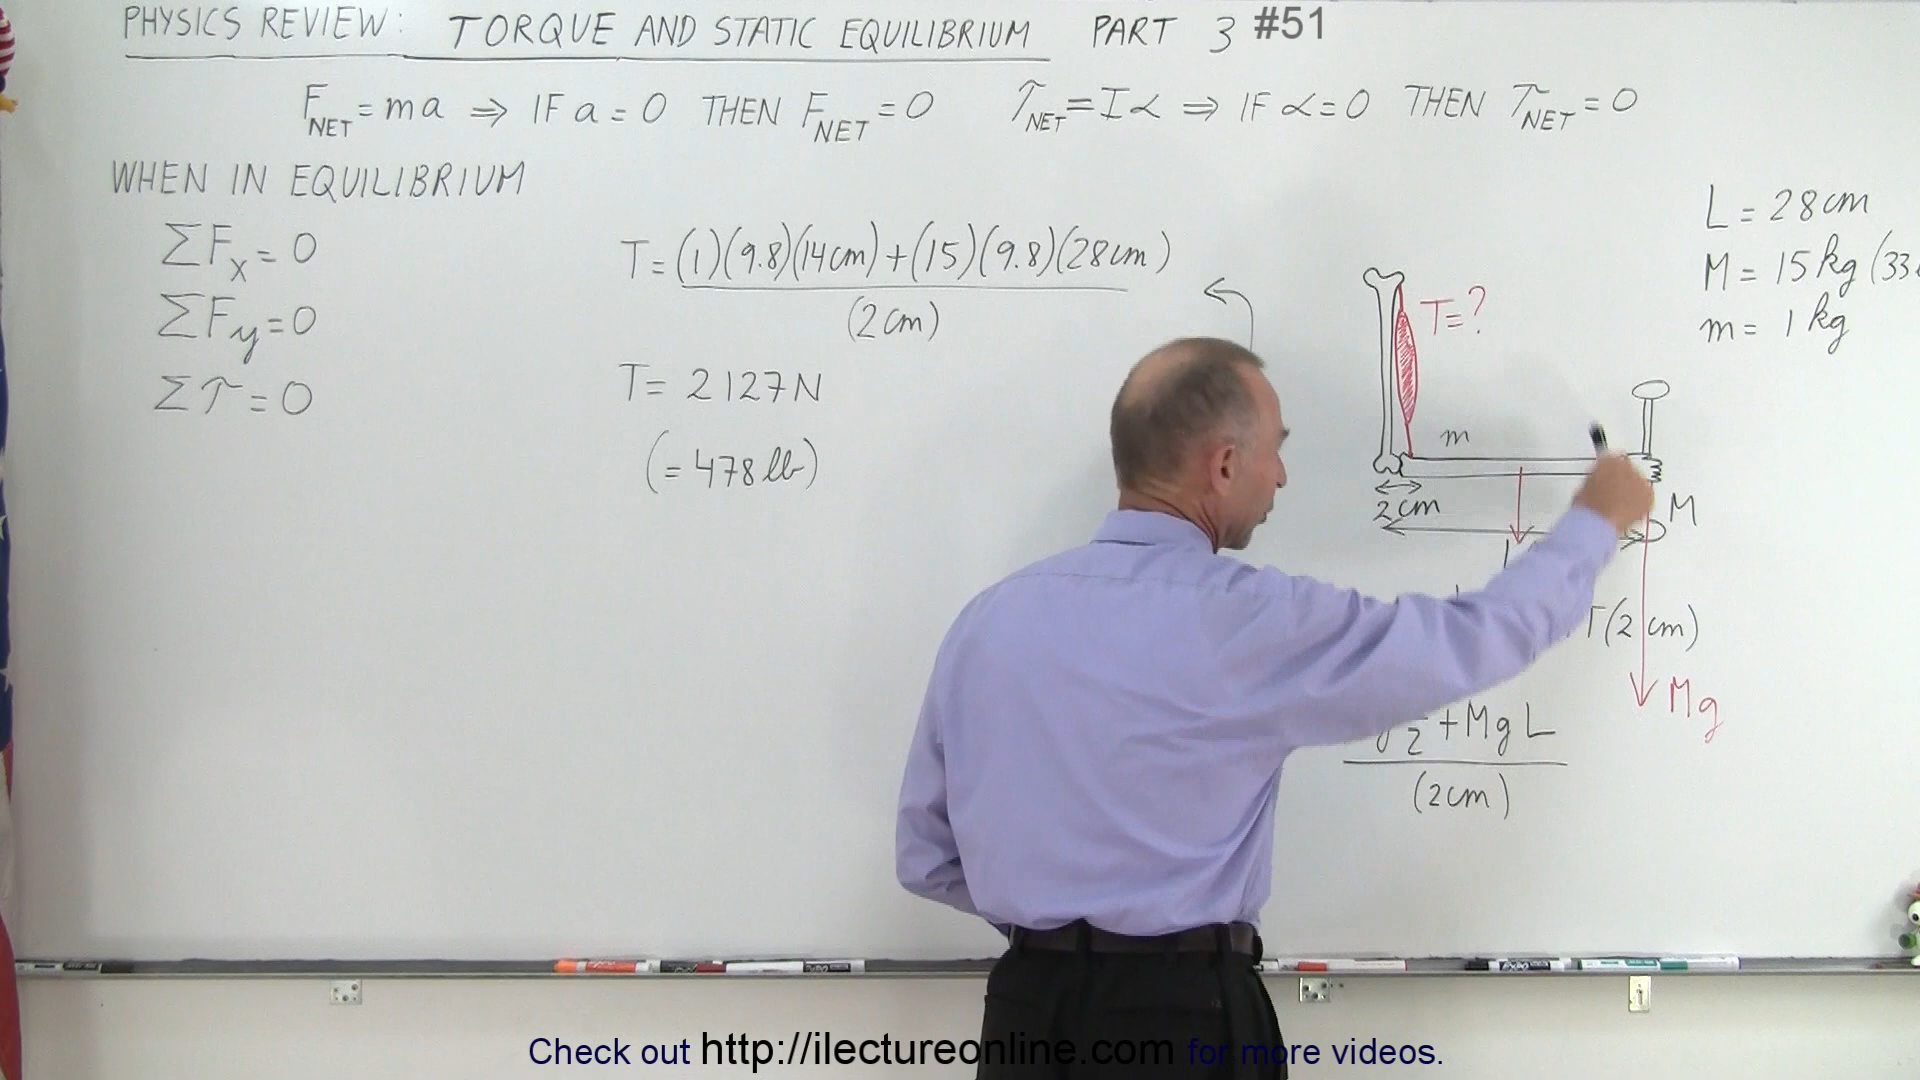 PHYSICS REVIEW: TORQUE AND STATIC EQUILIBRIUM PART 3 #51
F_NET = ma ⇒ IF a = 0 THEN F_NET = 0 τ_NET = Iα ⇒ IF α = 0 THEN τ_NET = 0
WHEN IN EQUILIBRIUM
ΣF_x = 0
ΣF_y = 0
Στ = 0
T = (1)(9.8)(14cm) + (15)(9.8)(28cm)
(2cm)
T = 2127N
(= 478 lb)
L = 28cm
M = 15 kg (33
m = 1 kg
T = ?
m
2cm
M
T(2cm)
Mg
2 + MgL
(2cm)
Check out http://ilectureonline.com for more videos.